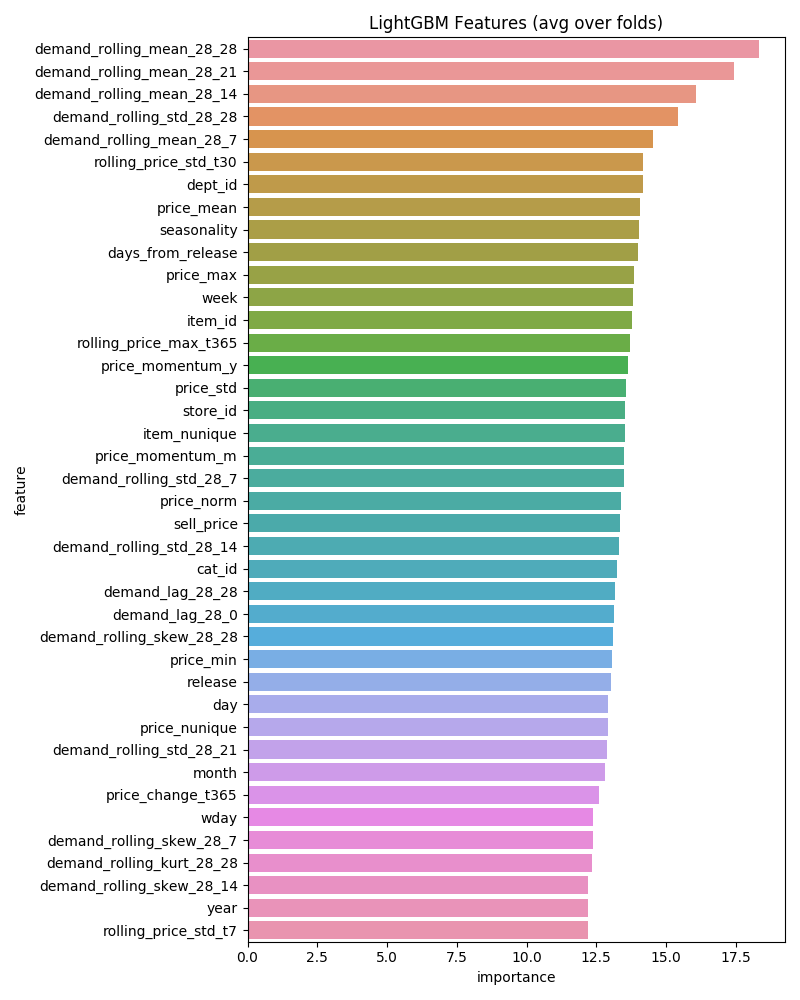 LightGBM Features (avg over folds)
demand_rolling_mean_28_28
demand_rolling_mean_28_21
demand_rolling_mean_28_14
demand_rolling_std_28_28
demand_rolling_mean_28_7
rolling_price_std_t30
dept_id
price_mean
seasonality
days_from_release
price_max
week
item_id
rolling_price_max_t365
price_momentum_y
price_std
store_id
item_nunique
price_momentum_m
demand_rolling_std_28_7
price_norm
sell_price
demand_rolling_std_28_14
cat_id
demand_lag_28_28
demand_lag_28_0
demand_rolling_skew_28_28
price_min
release
day
price_nunique
demand_rolling_std_28_21
month
price_change_t365
wday
demand_rolling_skew_28_7
demand_rolling_kurt_28_28
demand_rolling_skew_28_14
year
rolling_price_std_t7
feature
0.0 2.5 5.0 7.5 10.0 12.5 15.0 17.5
importance